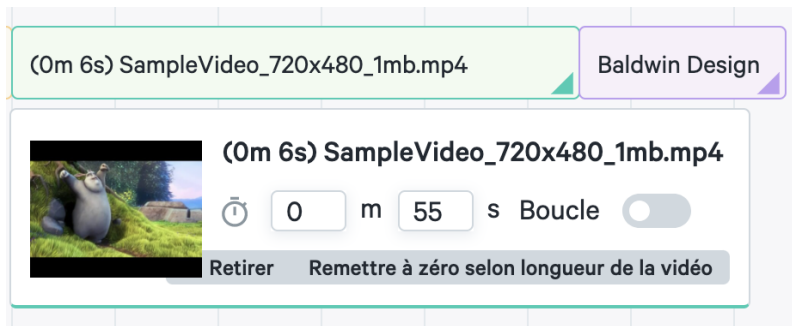 (0m 6s) SampleVideo_720x480_1mb.mp4
Baldwin Design
(0m 6s) SampleVideo_720x480_1mb.mp4
0 m 55 s Boucle
Retirer Remettre à zéro selon longueur de la vidéo